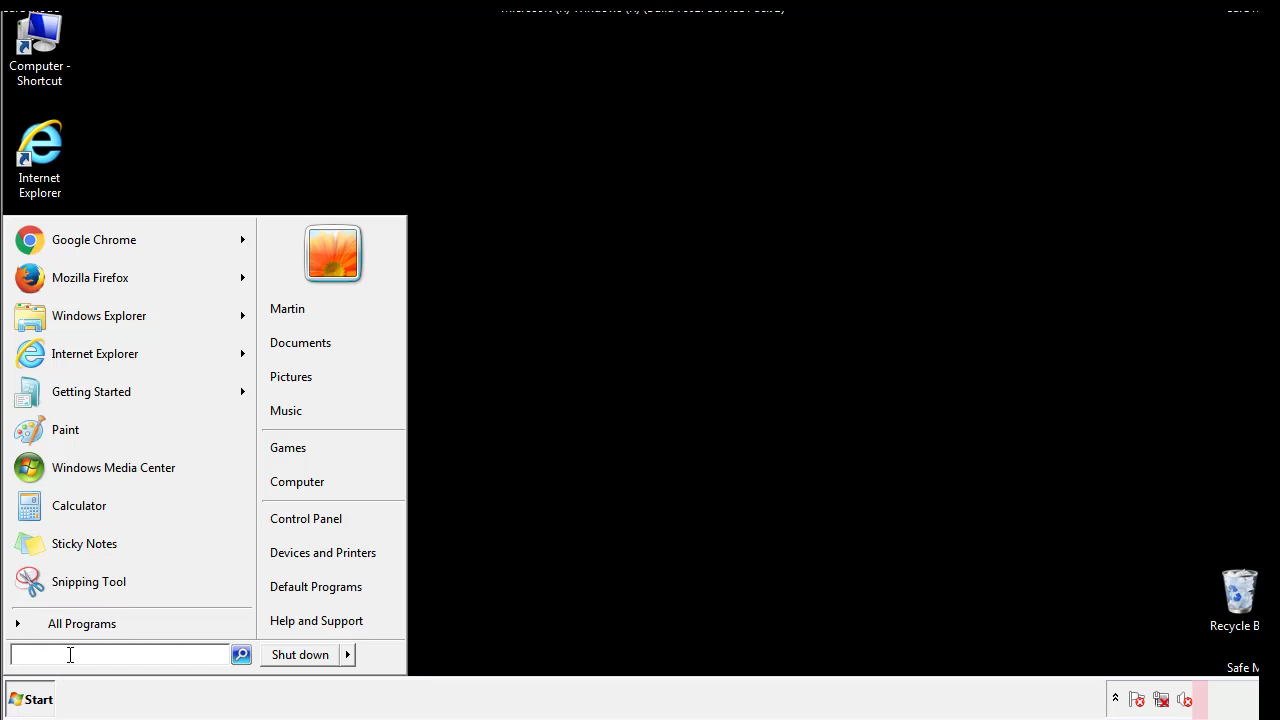 Computer -
Shortcut
Internet
Explorer
Google Chrome
Mozilla Firefox
Windows Explorer
Internet Explorer
Getting Started
Paint
Windows Media Center
Calculator
Sticky Notes
Snipping Tool
All Programs
Martin
Documents
Pictures
Music
Games
Computer
Control Panel
Devices and Printers
Default Programs
Help and Support
Shut down
Start
Recycle B
Safe M